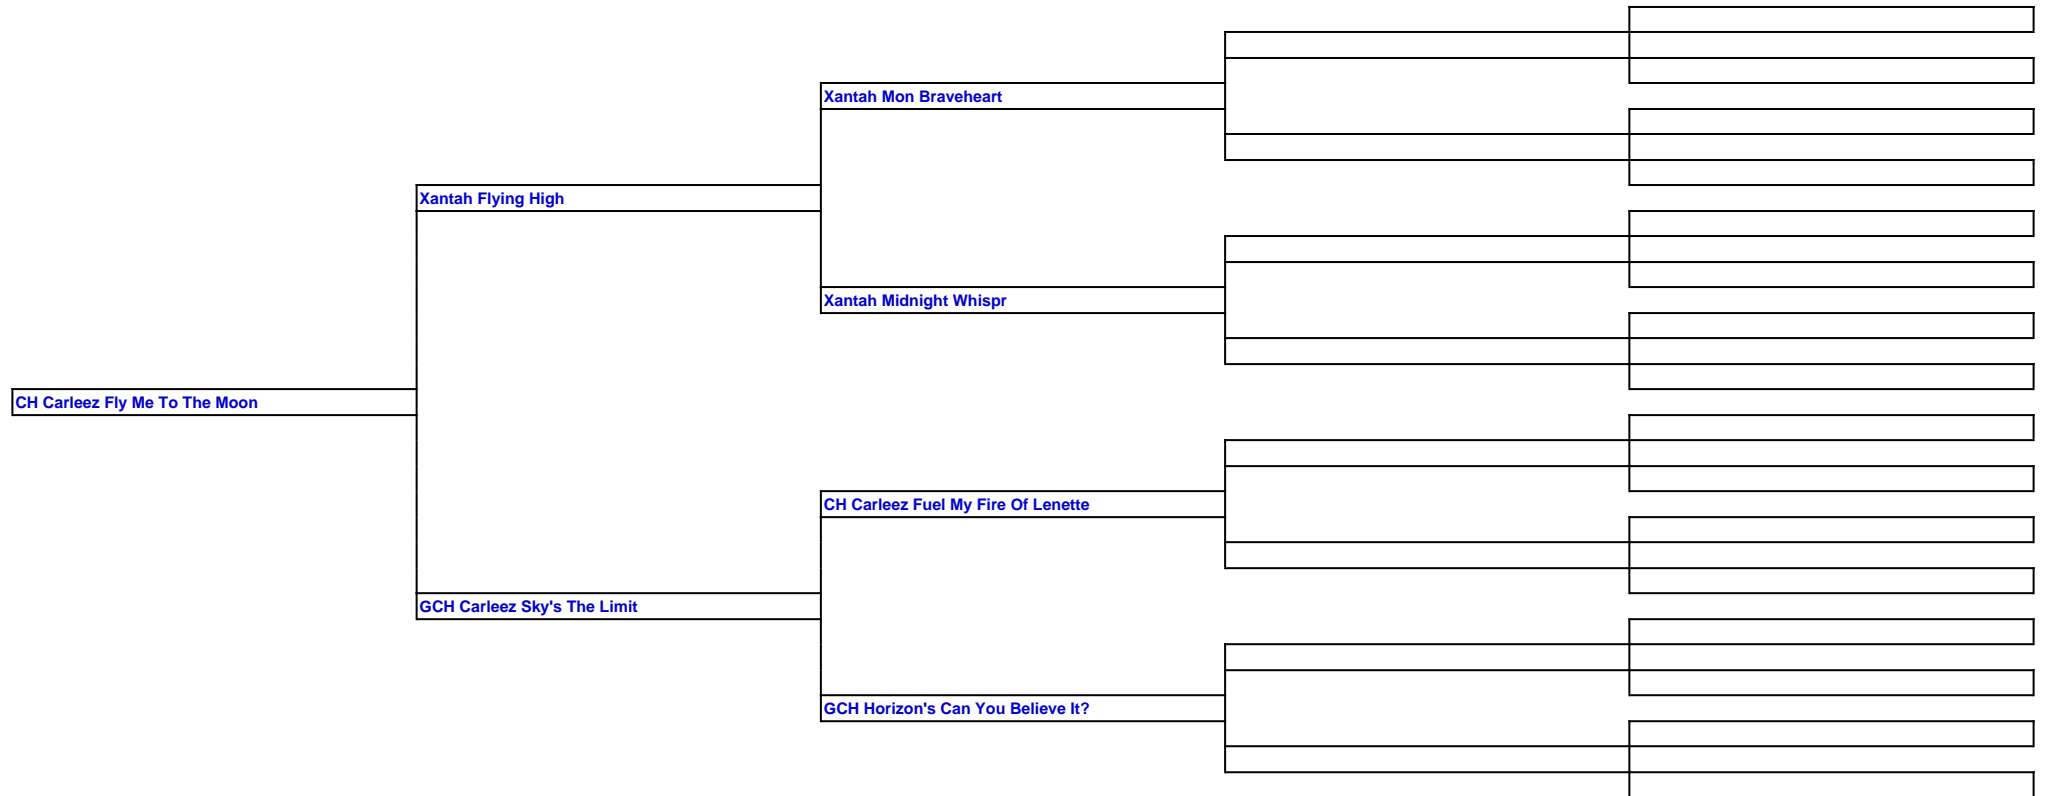 Xantah Mon Braveheart
Xantah Flying High
Xantah Midnight Whispr
CH Carleez Fly Me To The Moon
CH Carleez Fuel My Fire Of Lenette
GCH Carleez Sky's The Limit
GCH Horizon's Can You Believe It?